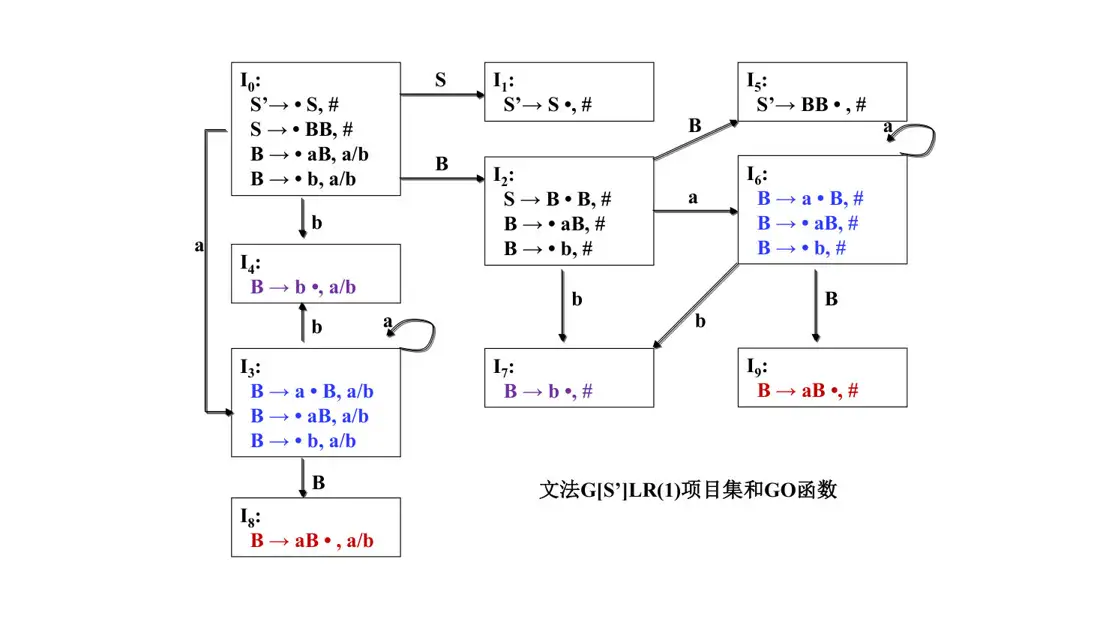 I₀:
S’→ • S, #
S → • BB, #
B → • aB, a/b
B → • b, a/b
S
I₁:
S’→ S •, #
B
I₂:
S → B • B, #
B → • aB, #
B → • b, #
B
I₅:
S’→ BB • , #
a
a
I₆:
B → a • B, #
B → • aB, #
B → • b, #
b
a
I₄:
B → b •, a/b
b
a
I₃:
B → a • B, a/b
B → • aB, a/b
B → • b, a/b
b
b
B
I₇:
B → b •, #
I₉:
B → aB •, #
B
I₈:
B → aB • , a/b
文法G[S’]LR(1)项目集和GO函数